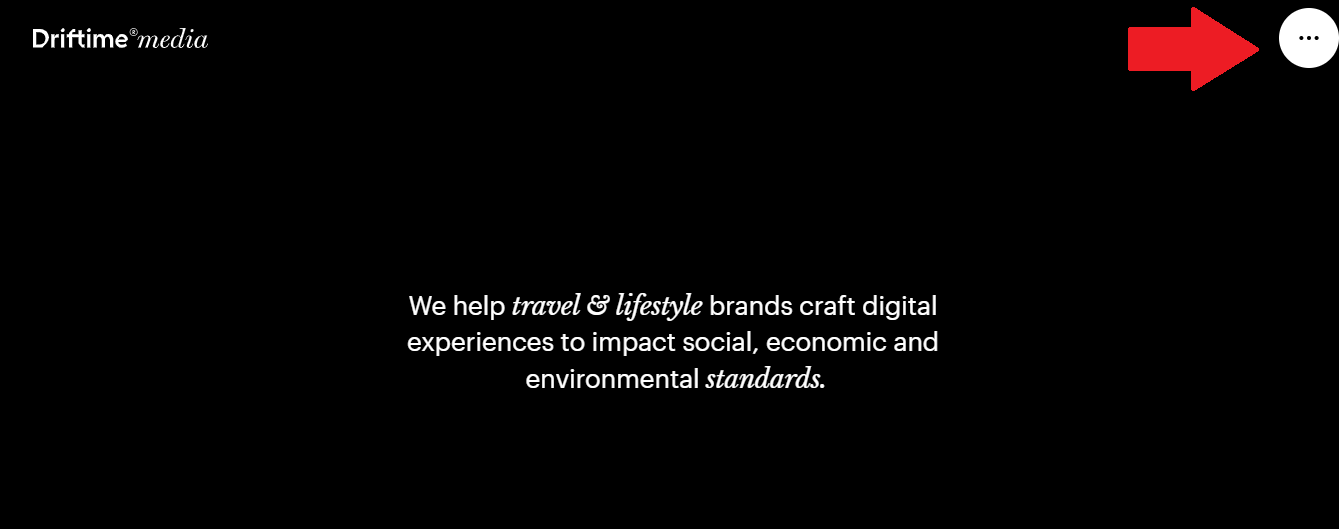 Driftime®media
We help travel & lifestyle brands craft digital
experiences to impact social, economic and
environmental standards.